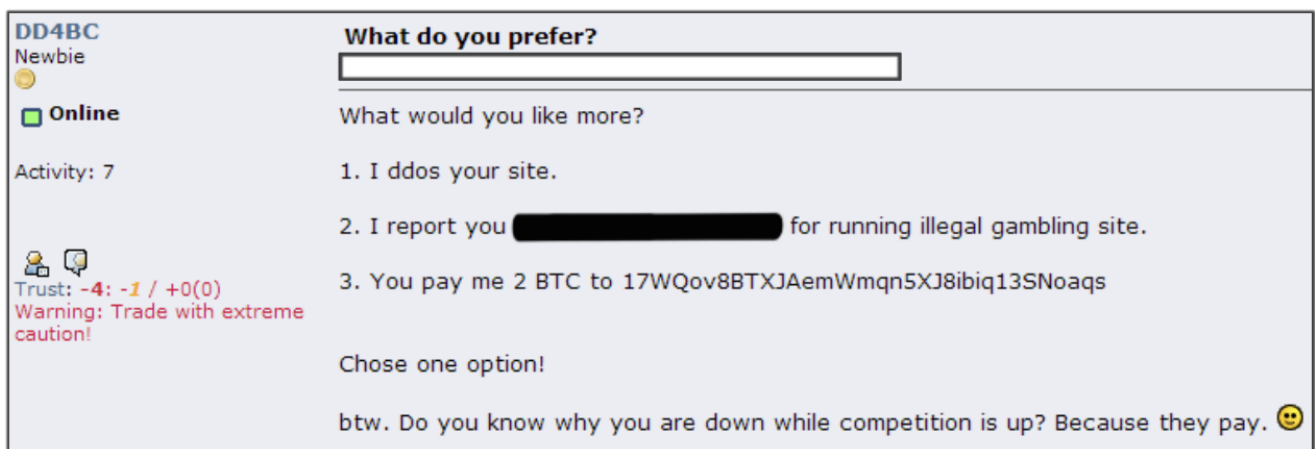 DD4BC
Newbie
Online
Activity: 7
Trust: -4: -1 / +0(0)
Warning: Trade with extreme
caution!
What do you prefer?
What would you like more?
1. I ddos your site.
2. I report you for running illegal gambling site.
3. You pay me 2 BTC to 17WQov8BTXJAemWmqn5XJ8ibiq13SNoaqs
Chose one option!
btw. Do you know why you are down while competition is up? Because they pay.